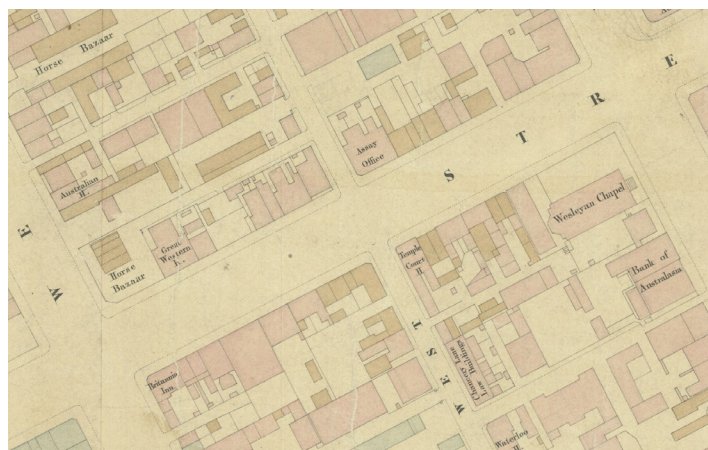 Horse Bazaar
Australian
H.
Assay
Office
S T R E
Horse
Bazaar
Great
Western
Temple
Court
H.
Wesleyan Chapel
Bank of
Australasia
Britannia
Inn
Chancery Lane
Law Buildings
W E S T
Waterloo
H.
W E